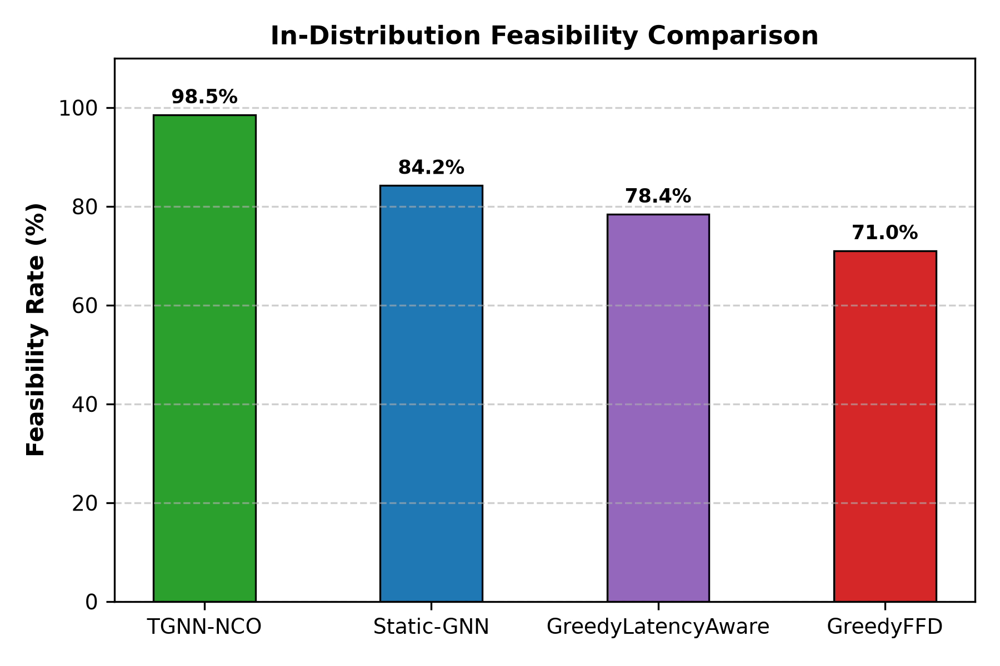 In-Distribution Feasibility Comparison
Feasibility Rate (%)
100
80
60
40
20
0
98.5%
84.2%
78.4%
71.0%
TGNN-NCO
Static-GNN
GreedyLatencyAware
GreedyFFD